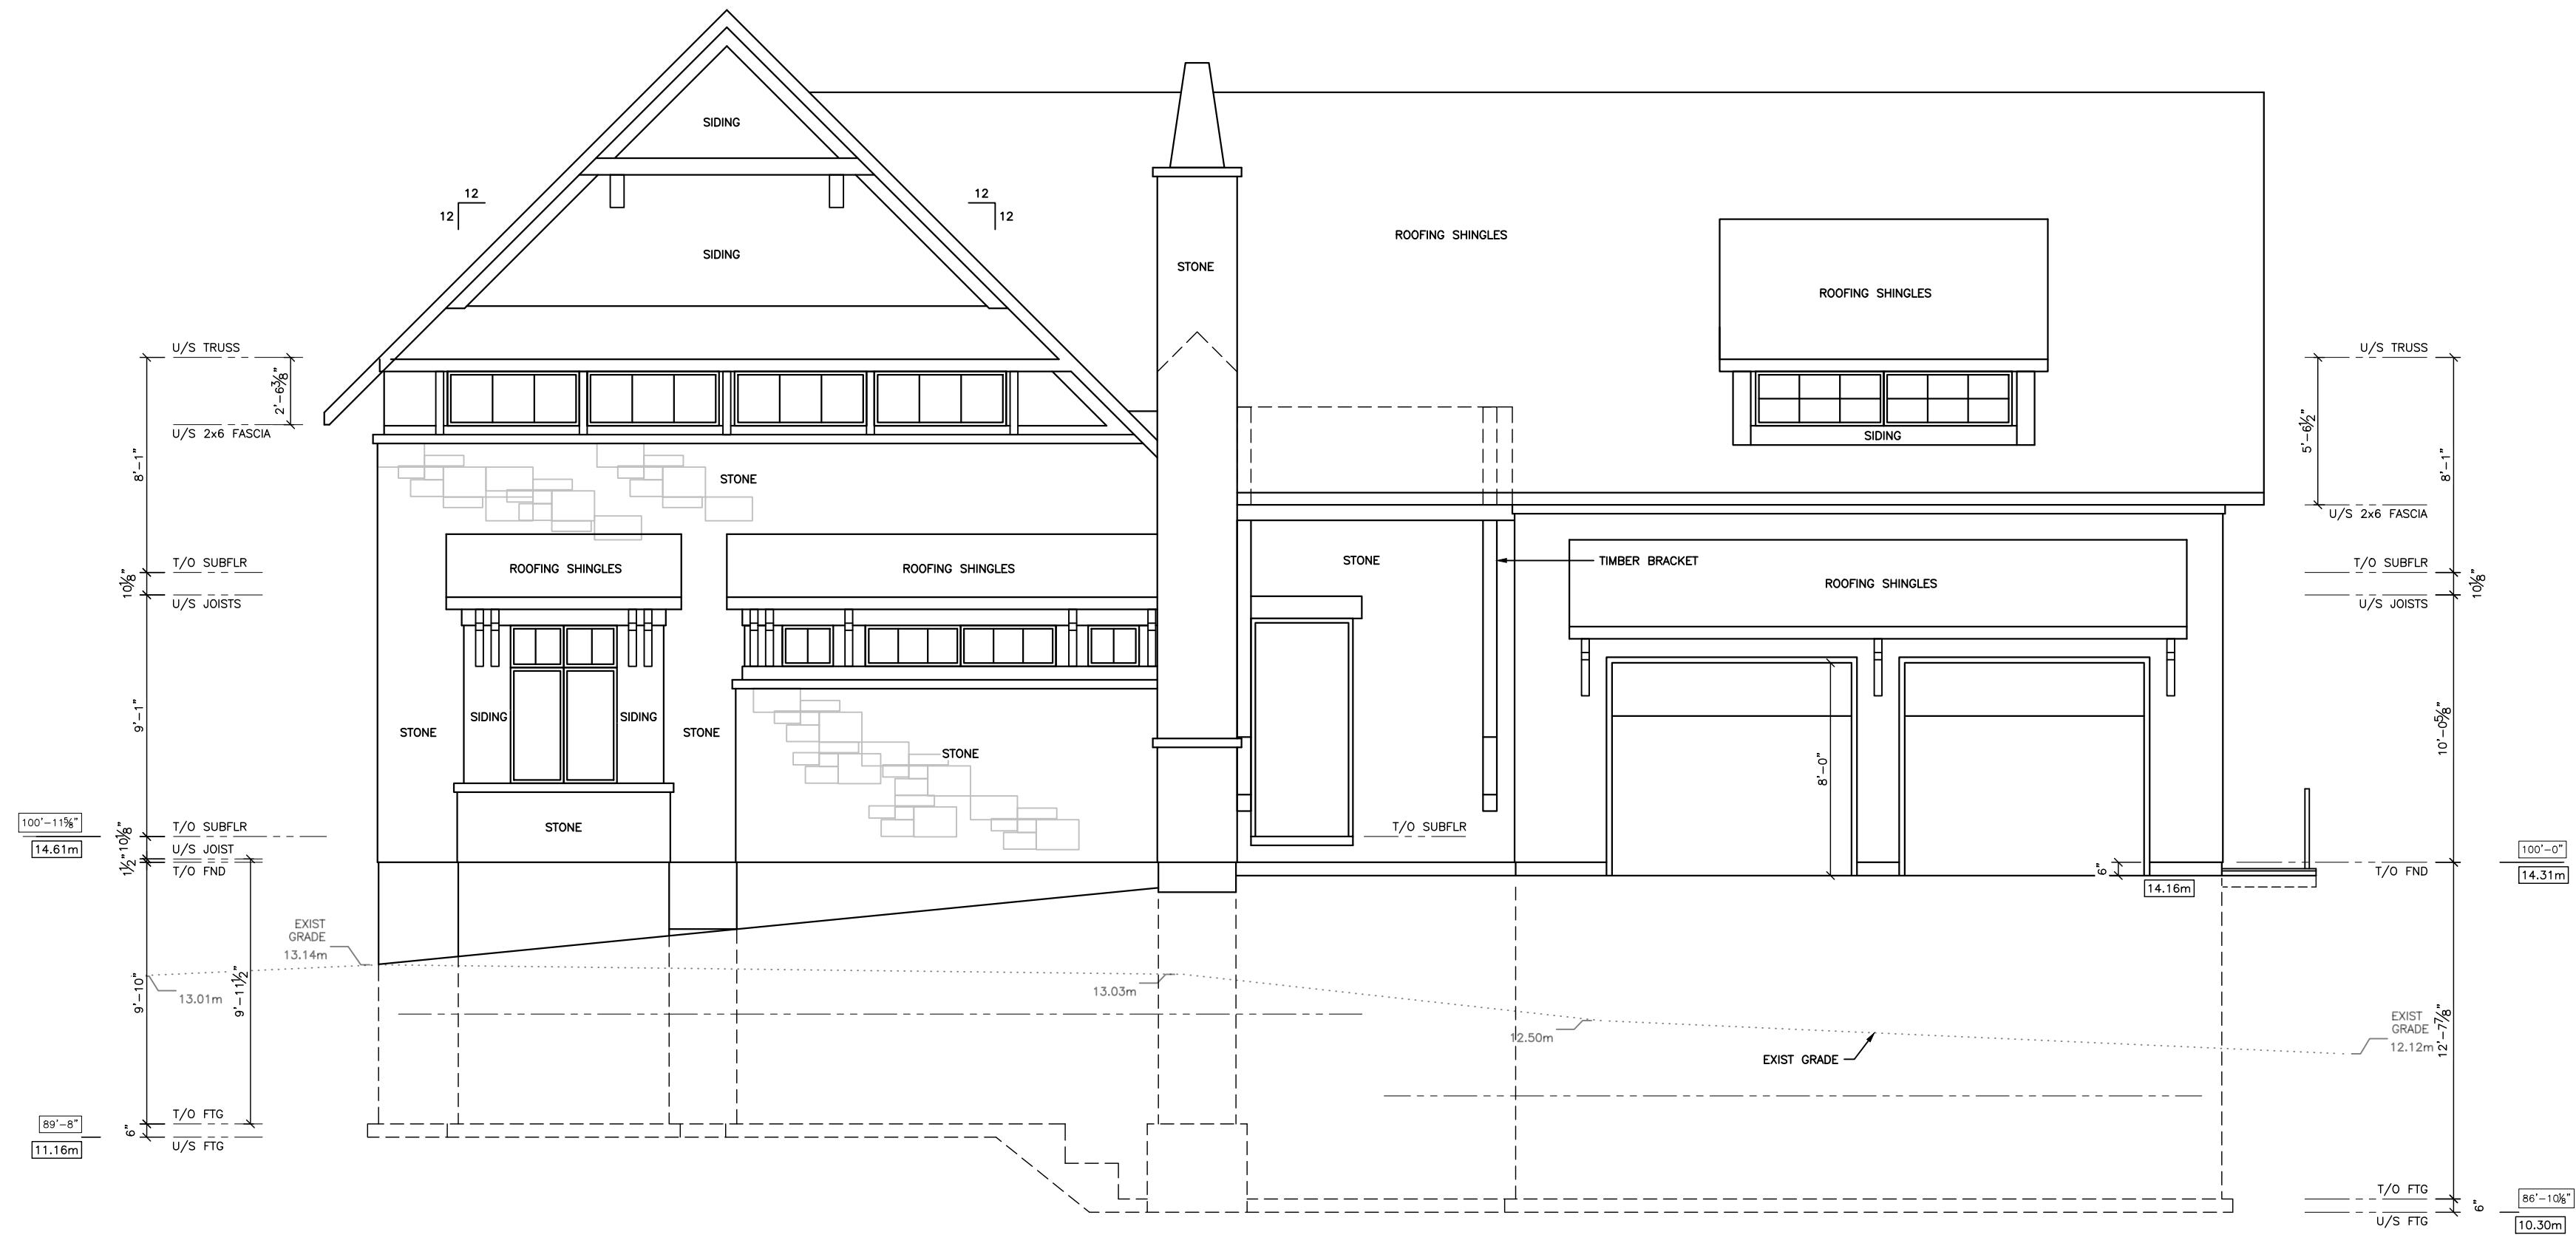 SIDING
12
12
12
12
SIDING
STONE
ROOFING SHINGLES
ROOFING SHINGLES
SIDING
U/S TRUSS
2'-6⅜"
U/S 2x6 FASCIA
8'-1"
U/S TRUSS
5'-6½"
8'-1"
U/S 2x6 FASCIA
STONE
ROOFING SHINGLES
ROOFING SHINGLES
STONE
TIMBER BRACKET
ROOFING SHINGLES
T/O SUBFLR
10⅛"
U/S JOISTS
T/O SUBFLR
10⅛"
U/S JOISTS
9'-1"
STONE
SIDING
SIDING
STONE
STONE
8'-0"
10'-0⅝"
STONE
T/O SUBFLR
100'-11⅝"
14.61m
T/O SUBFLR
10⅛"
U/S JOIST
1½"
T/O FND
6"
14.16m
T/O FND
100'-0"
14.31m
EXIST
GRADE
13.14m
13.01m
9'-10"
9'-11½"
13.03m
12.50m
EXIST GRADE
EXIST
GRADE
12.12m
12'-7⅞"
T/O FTG
89'-8"
6"
U/S FTG
11.16m
T/O FTG
86'-10⅛"
6"
U/S FTG
10.30m